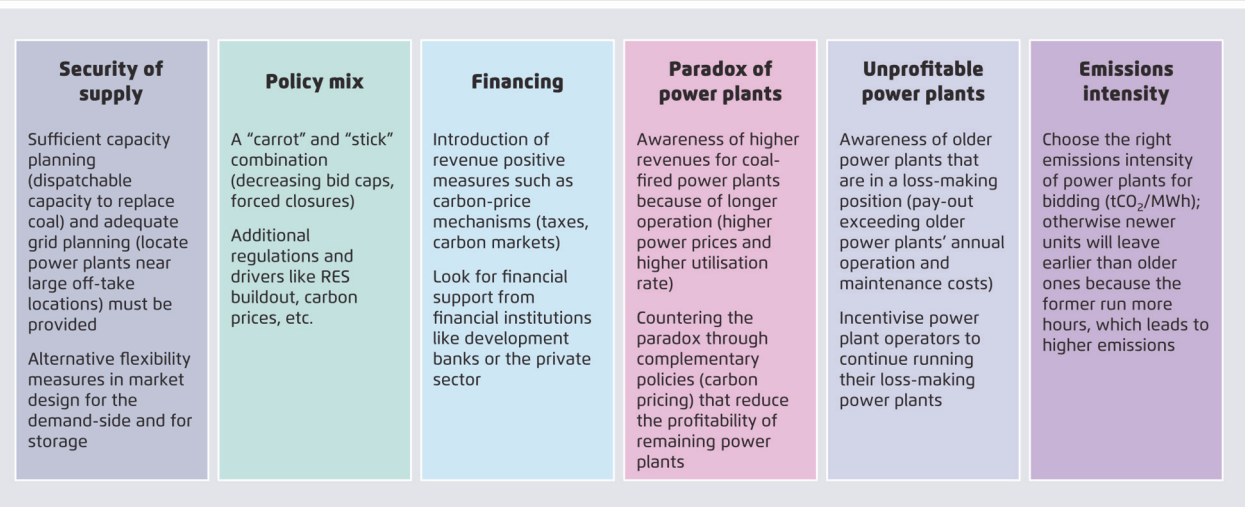 Security of
supply
Sufficient capacity
planning
(dispatchable
capacity to replace
coal) and adequate
grid planning (locate
power plants near
large off-take
locations) must be
provided
Alternative flexibility
measures in market
design for the
demand-side and for
storage
Policy mix
A “carrot” and “stick”
combination
(decreasing bid caps,
forced closures)
Additional
regulations and
drivers like RES
buildout, carbon
prices, etc.
Financing
Introduction of
revenue positive
measures such as
carbon-price
mechanisms (taxes,
carbon markets)
Look for financial
support from
financial institutions
like development
banks or the private
sector
Paradox of
power plants
Awareness of higher
revenues for coal-
fired power plants
because of longer
operation (higher
power prices and
higher utilisation
rate)
Countering the
paradox through
complementary
policies (carbon
pricing) that reduce
the profitability of
remaining power
plants
Unprofitable
power plants
Awareness of older
power plants that
are in a loss-making
position (pay-out
exceeding older
power plants’ annual
operation and
maintenance costs)
Incentivise power
plant operators to
continue running
their loss-making
power plants
Emissions
intensity
Choose the right
emissions intensity
of power plants for
bidding (tCO₂/MWh);
otherwise newer
units will leave
earlier than older
ones because the
former run more
hours, which leads to
higher emissions